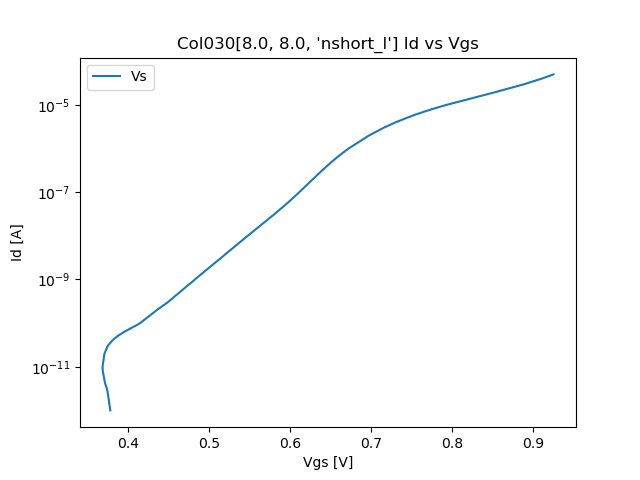 Col030[8.0, 8.0, 'nshort_l'] Id vs Vgs
Vs
10⁻⁵
10⁻⁷
10⁻⁹
10⁻¹¹
Id [A]
0.4 0.5 0.6 0.7 0.8 0.9
Vgs [V]